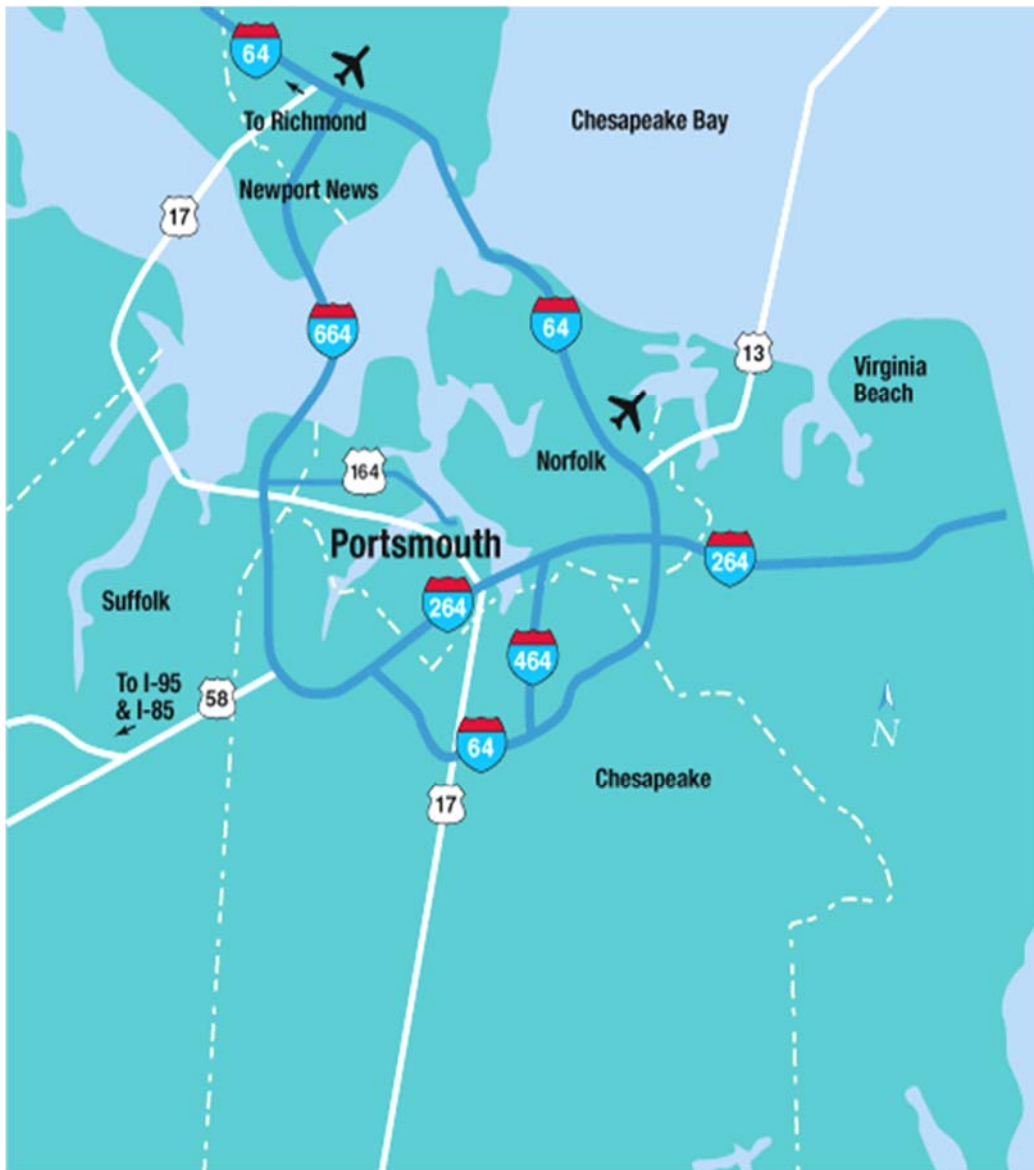 64
To Richmond
Chesapeake Bay
Newport News
17
664
64
13
Virginia
Beach
Norfolk
164
Portsmouth
264
264
Suffolk
464
To I-95
& I-85
58
64
N
Chesapeake
17